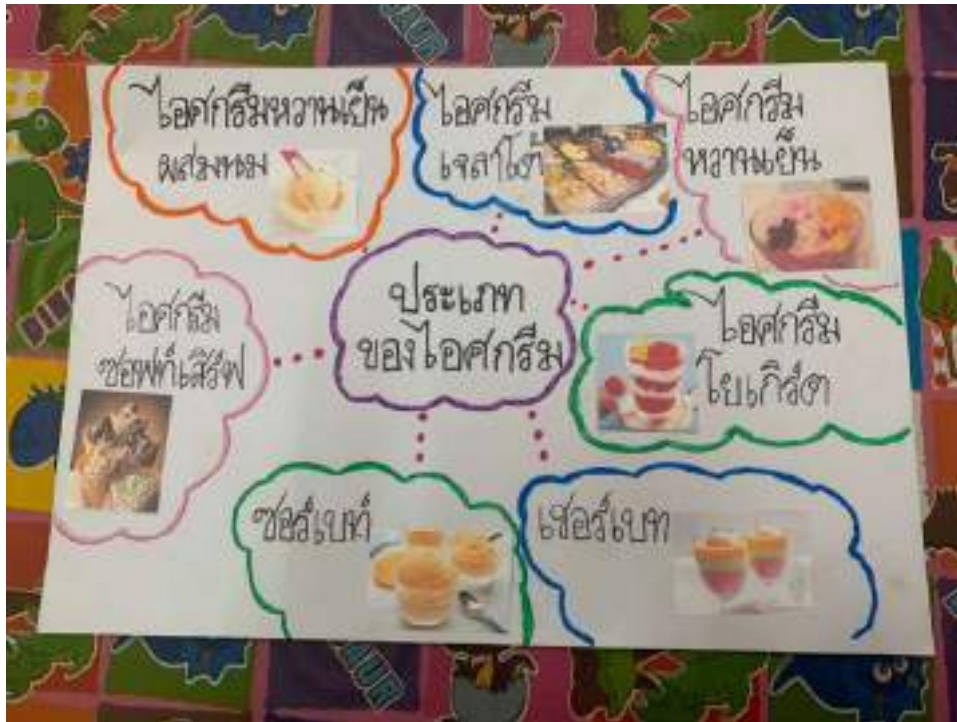 ไอศกรีมหวานเย็น
ผสมนม
ไอศกรีม
เจลาโต้
ไอศกรีม
หวานเย็น
ประเภท
ของไอศกรีม
ไอศกรีม
ซอฟท์เสิร์ฟ
ไอศกรีม
โยเกิร์ต
ซอร์เบท์
เชอร์เบท